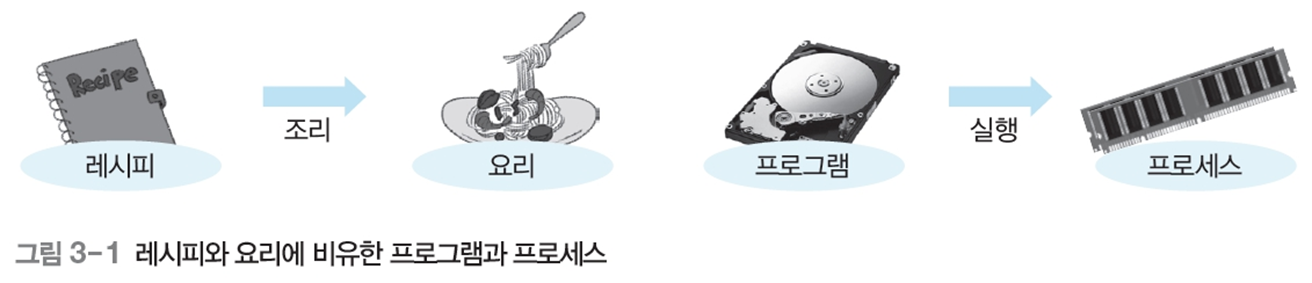 Recipe
조리
실행
레시피
요리
프로그램
프로세스
그림 3-1 레시피와 요리에 비유한 프로그램과 프로세스